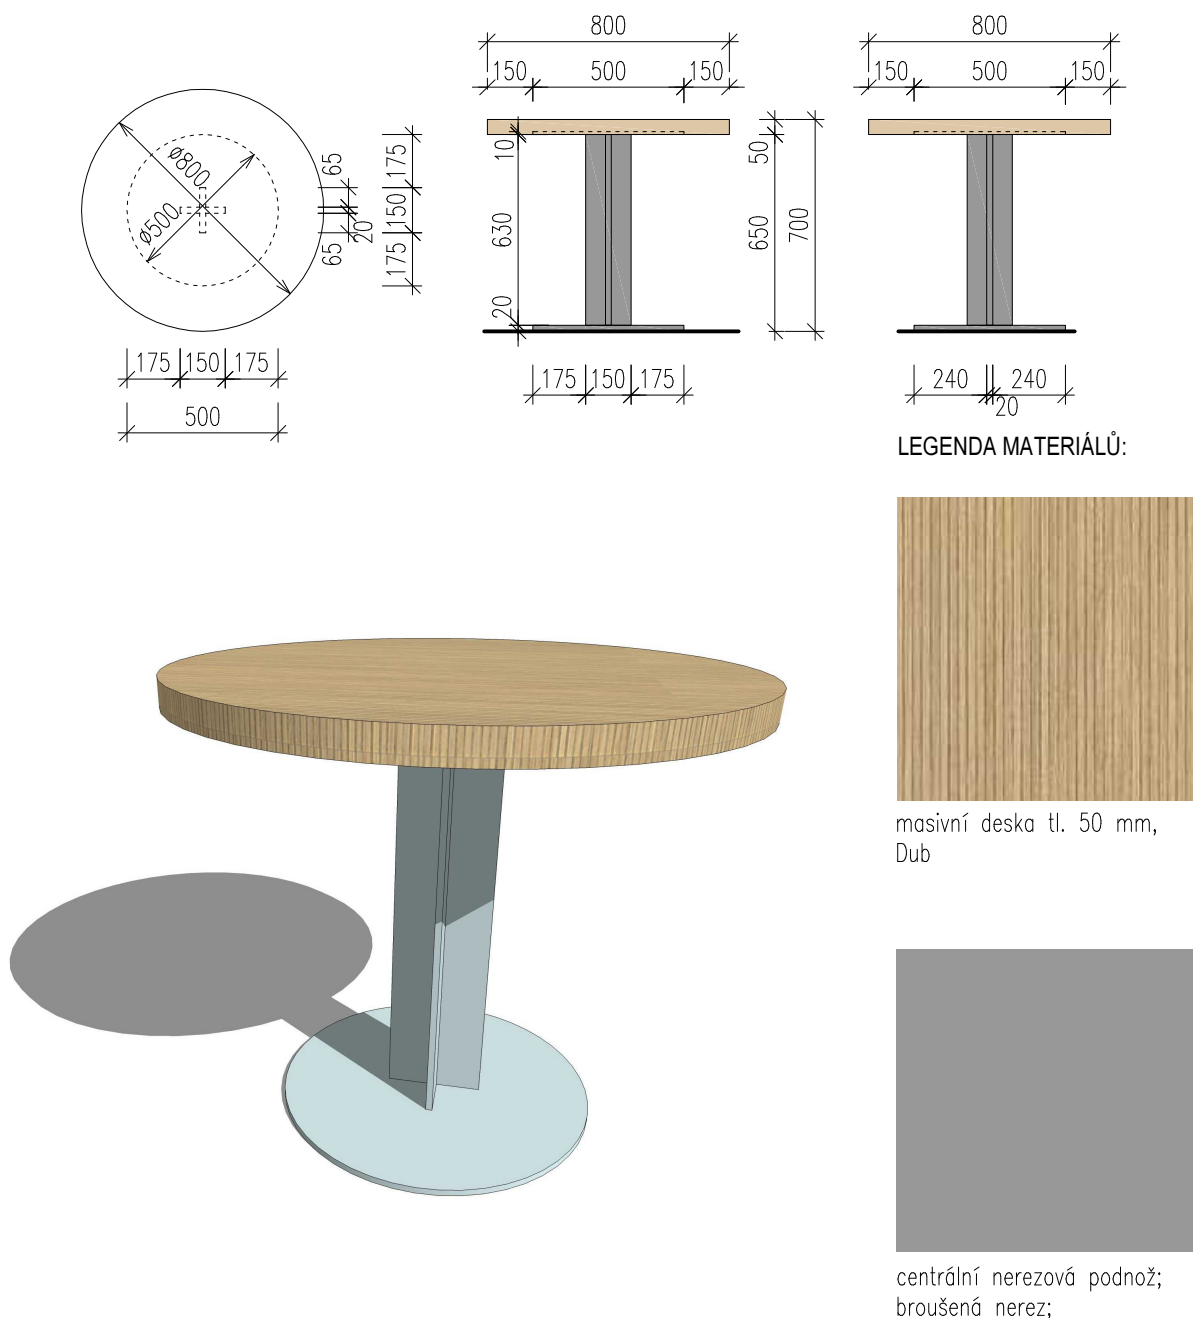 800
150 500 150
800
150 500 150
ø800
ø500
65
20
65
175
150
175
10
630
20
50
650
700
175 150 175
500
175 150 175
240 240
20
LEGENDA MATERIÁLŮ:
masivní deska tl. 50 mm,
Dub
centrální nerezová podnož;
broušená nerez;